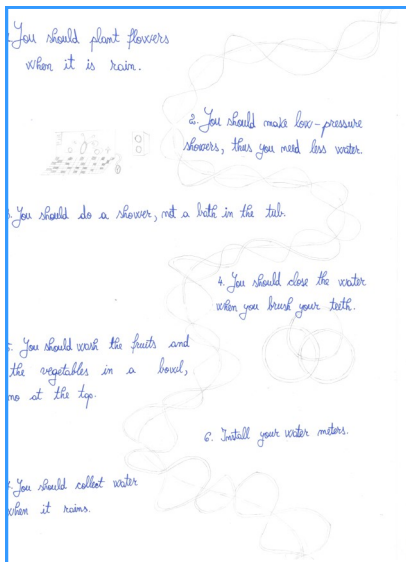 You should plant flowers
when it is rain.
2. You should make low-pressure
showers, thus you need less water.
You should do a shower, not a bath in the tub.
4. You should close the water
when you brush your teeth.
You should wash the fruits and
the vegetables in a bowl,
no at the top.
6. Install your water meters.
You should collect water
when it rains.